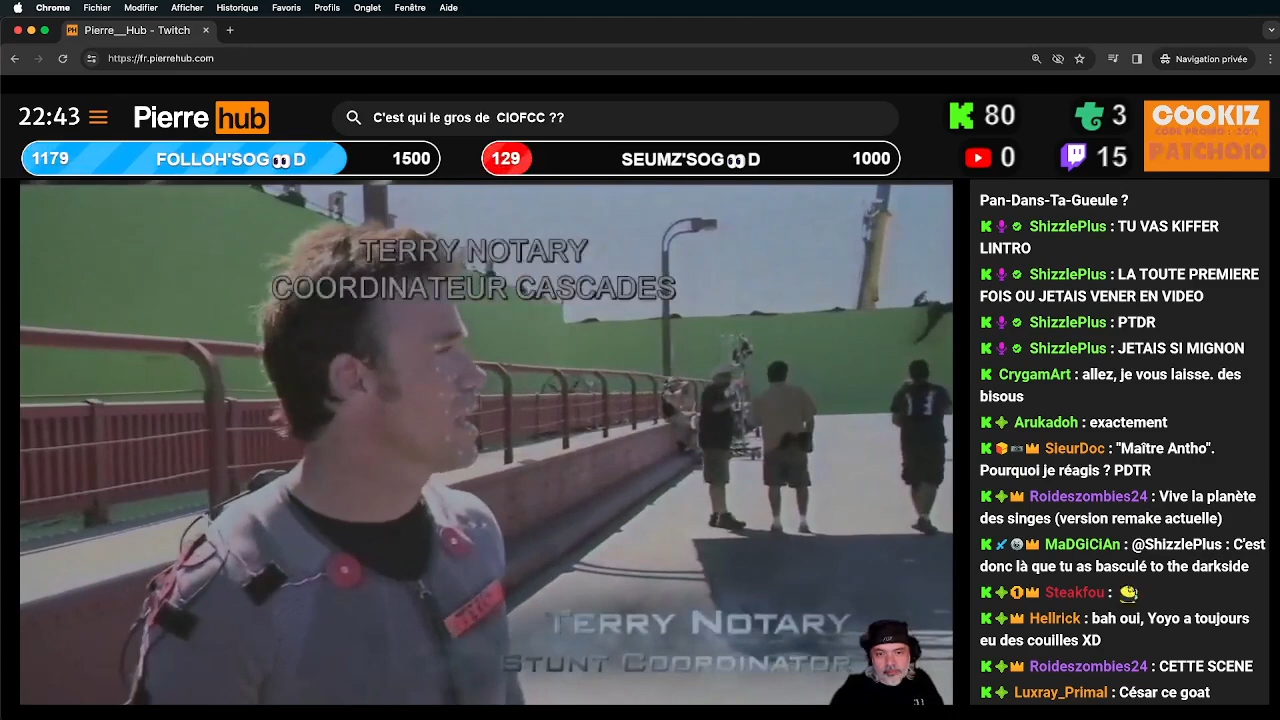 Chrome Fichier Modifier Afficher Historique Favoris Profils Onglet Fenêtre Aide
PH Pierre__Hub - Twitch
https://fr.pierrehub.com
Navigation privée
22:43
Pierre hub
C'est qui le gros de CIOFCC ??
80
3
0
15
COOKIZ
CODE PROMO : -20%
PATCHO10
1179 FOLLOH'SOG👀D 1500
129 SEUMZ'SOG👀D 1000
TERRY NOTARY
COORDINATEUR CASCADES
TERRY NOTARY
STUNT COORDINATOR
Pan-Dans-Ta-Gueule ?
ShizzlePlus : TU VAS KIFFER
LINTRO
ShizzlePlus : LA TOUTE PREMIERE
FOIS OU JETAIS VENER EN VIDEO
ShizzlePlus : PTDR
ShizzlePlus : JETAIS SI MIGNON
CrygamArt : allez, je vous laisse. des
bisous
Arukadoh : exactement
SieurDoc : "Maître Antho".
Pourquoi je réagis ? PDTR
Roideszombies24 : Vive la planète
des singes (version remake actuelle)
MaDGiCiAn : @ShizzlePlus : C'est
donc là que tu as basculé to the darkside
Steakfou :
Hellrick : bah oui, Yoyo a toujours
eu des couilles XD
Roideszombies24 : CETTE SCENE
Luxray_Primal : César ce goat